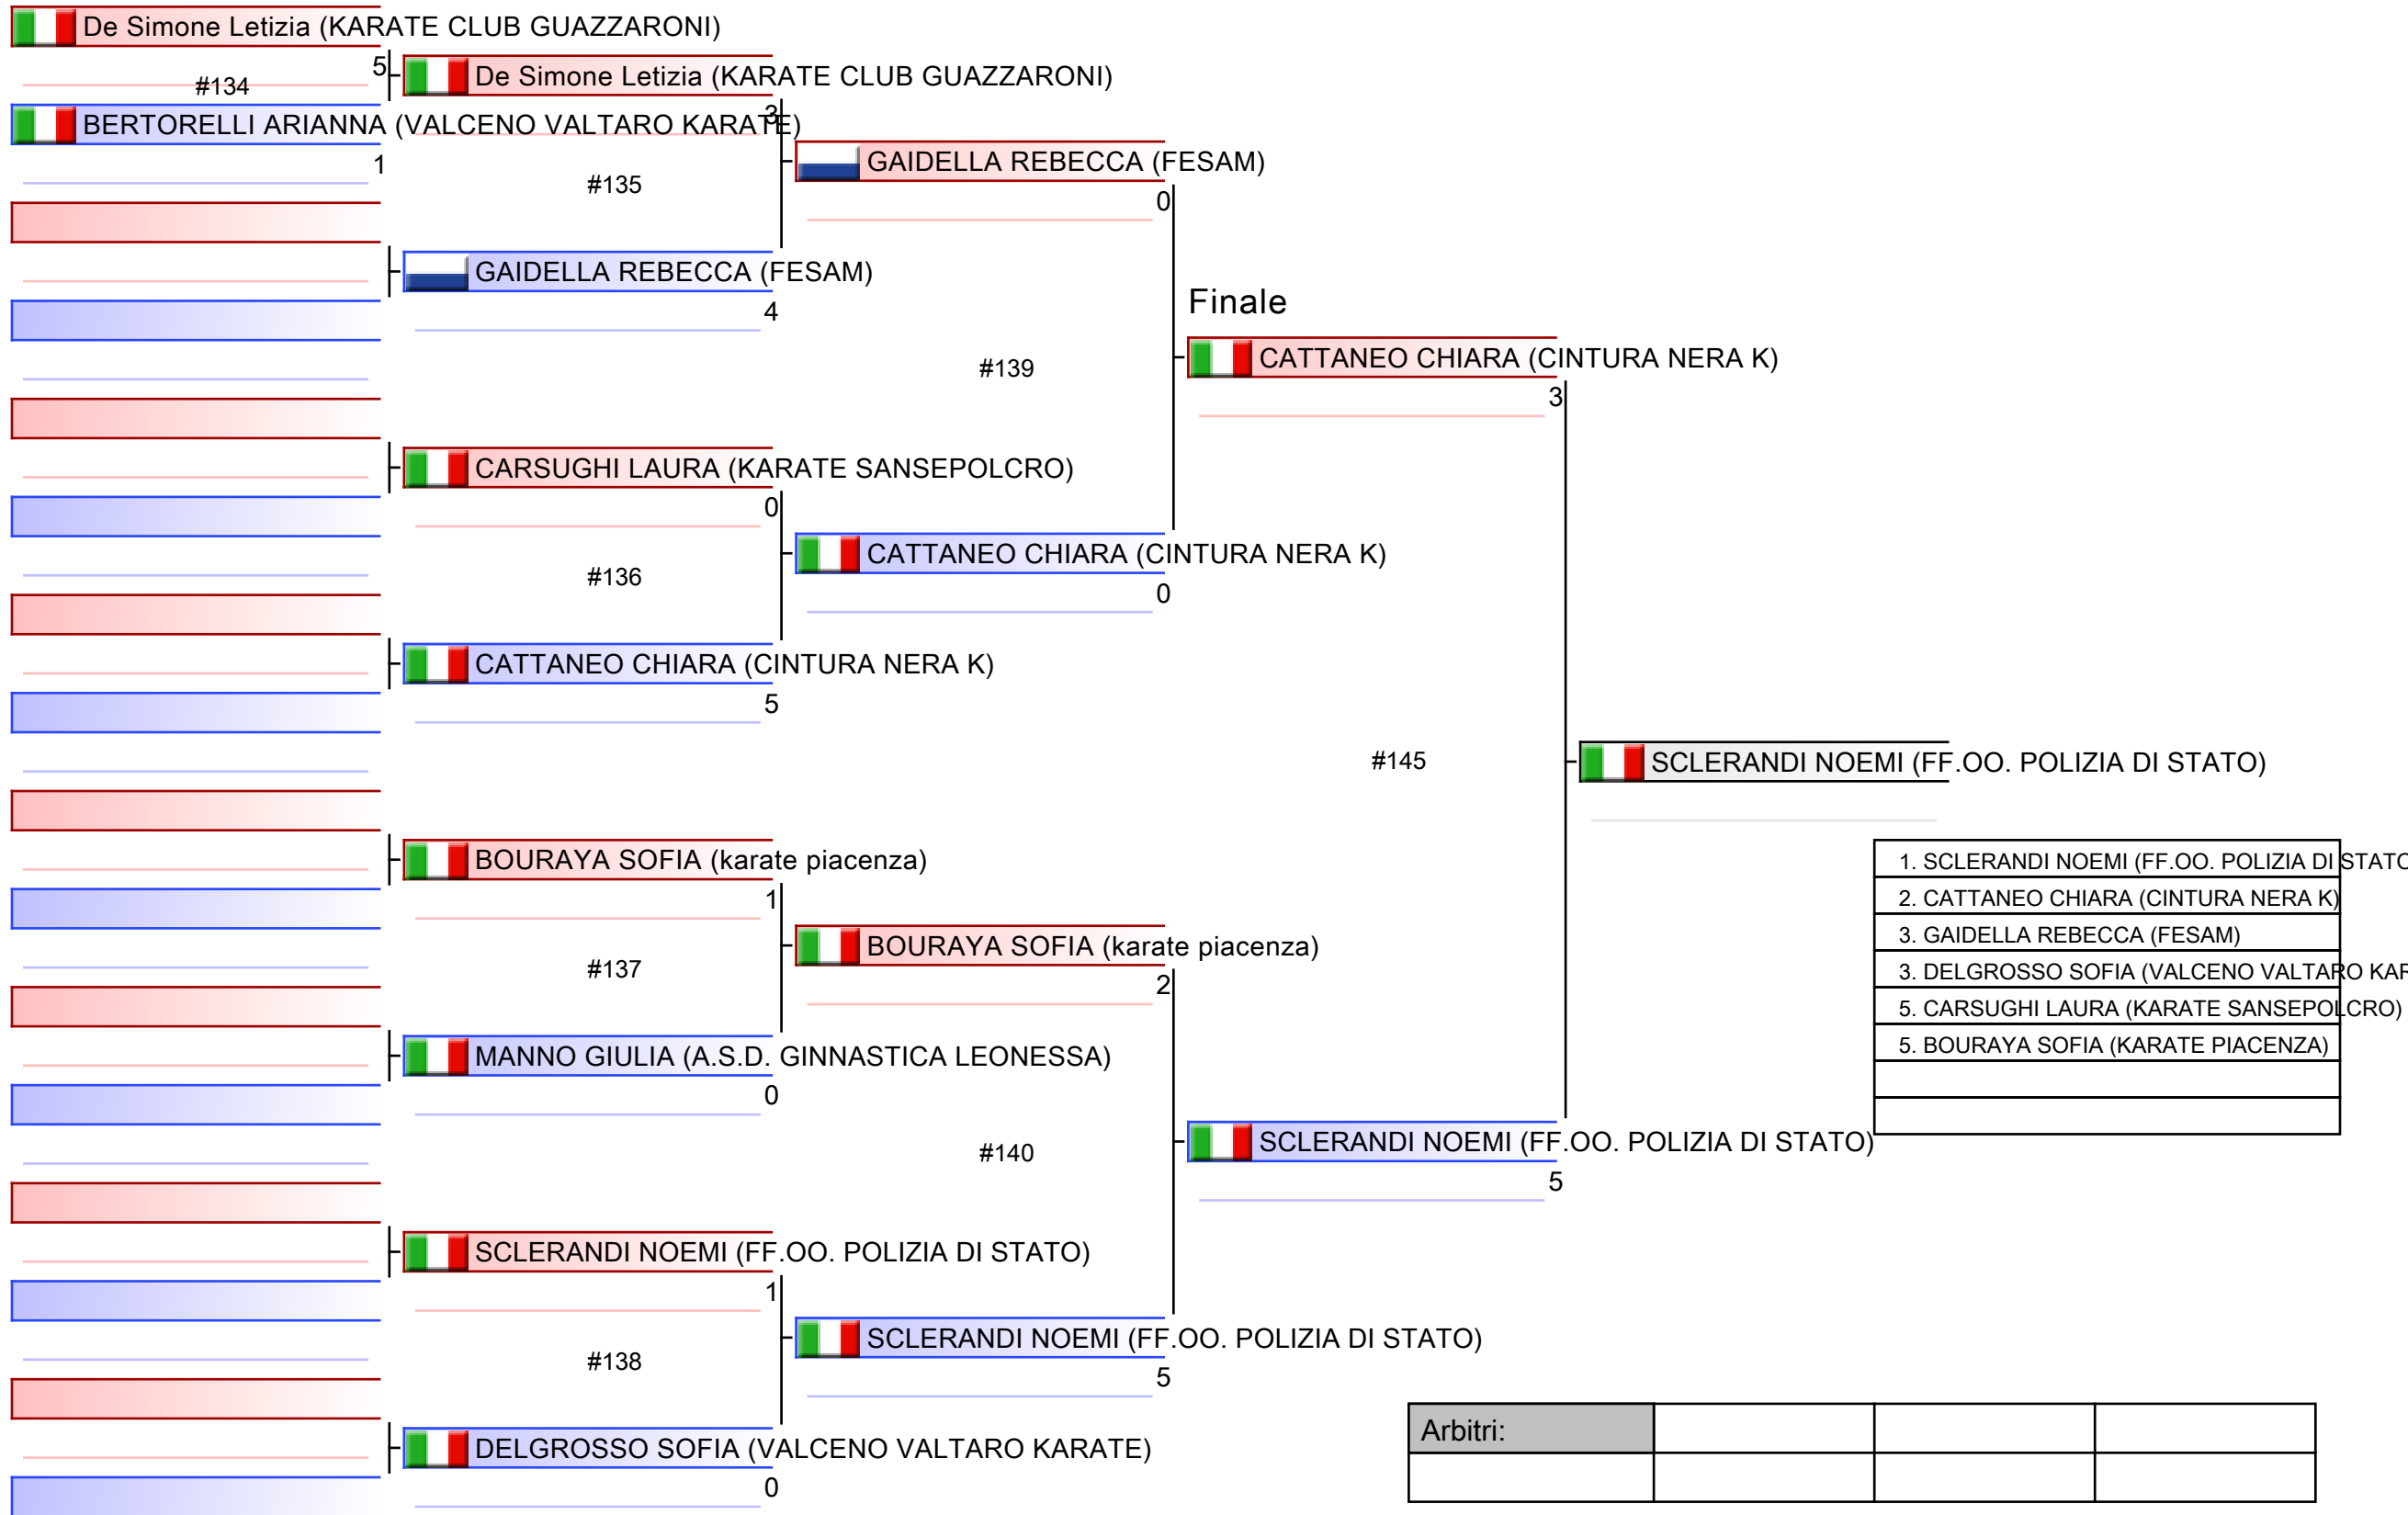 De Simone Letizia (KARATE CLUB GUAZZARONI)
5
#134
BERTORELLI ARIANNA (VALCENO VALTARO KARATE)
1
De Simone Letizia (KARATE CLUB GUAZZARONI)
3
#135
GAIDELLA REBECCA (FESAM)
4
GAIDELLA REBECCA (FESAM)
0
Finale
#139
CATTANEO CHIARA (CINTURA NERA K)
3
CARSUGHI LAURA (KARATE SANSEPOLCRO)
0
#136
CATTANEO CHIARA (CINTURA NERA K)
0
CATTANEO CHIARA (CINTURA NERA K)
5
#145
SCLERANDI NOEMI (FF.OO. POLIZIA DI STATO)
BOURAYA SOFIA (karate piacenza)
1
#137
BOURAYA SOFIA (karate piacenza)
2
MANNO GIULIA (A.S.D. GINNASTICA LEONESSA)
0
#140
SCLERANDI NOEMI (FF.OO. POLIZIA DI STATO)
5
SCLERANDI NOEMI (FF.OO. POLIZIA DI STATO)
1
#138
SCLERANDI NOEMI (FF.OO. POLIZIA DI STATO)
5
DELGROSSO SOFIA (VALCENO VALTARO KARATE)
0
1. SCLERANDI NOEMI (FF.OO. POLIZIA DI STATO
2. CATTANEO CHIARA (CINTURA NERA K)
3. GAIDELLA REBECCA (FESAM)
3. DELGROSSO SOFIA (VALCENO VALTARO KAR
5. CARSUGHI LAURA (KARATE SANSEPOLCRO)
5. BOURAYA SOFIA (KARATE PIACENZA)
Arbitri: